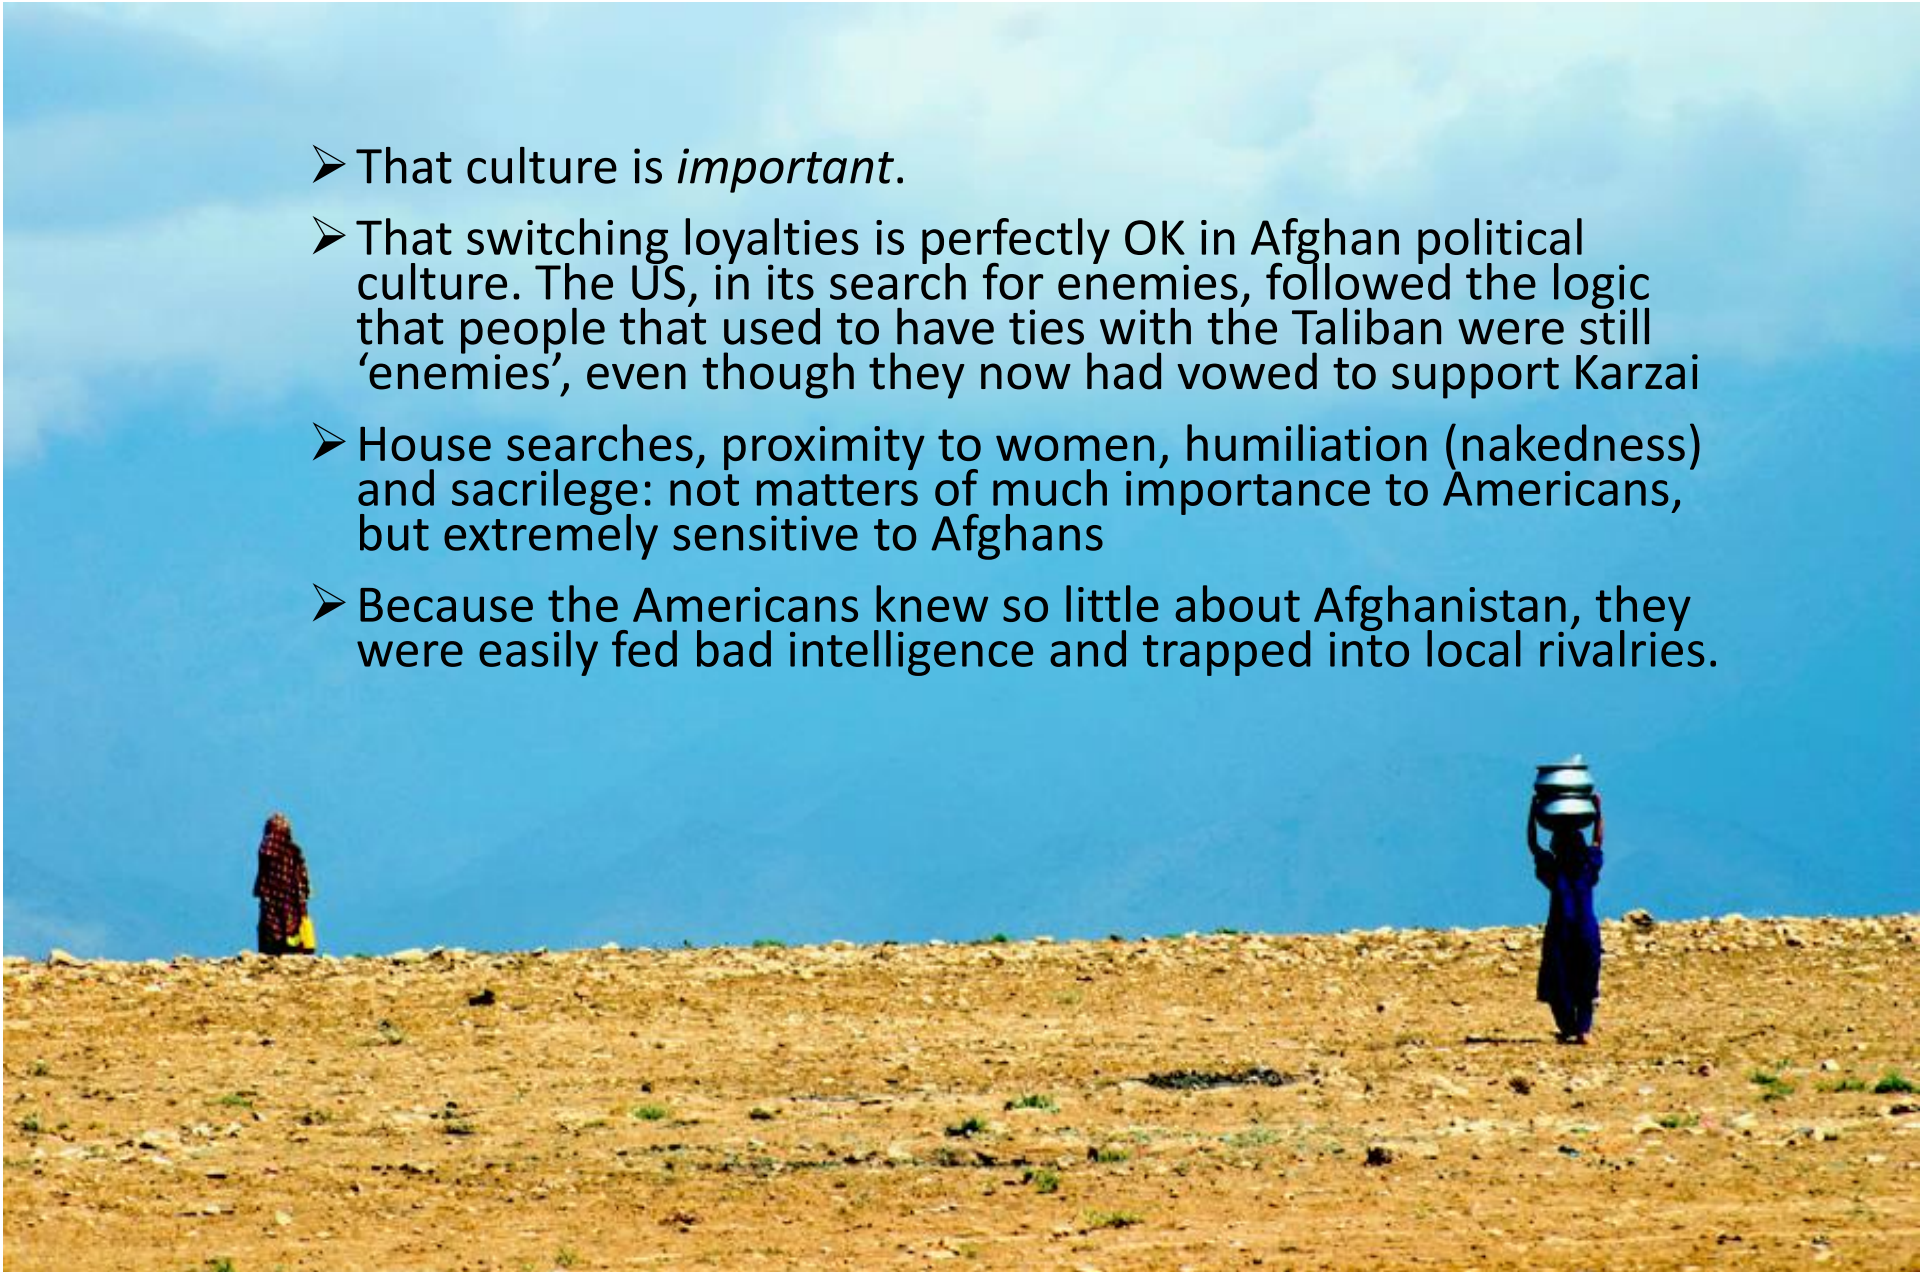 ➢ That culture is important.
➢ That switching loyalties is perfectly OK in Afghan political
culture. The US, in its search for enemies, followed the logic
that people that used to have ties with the Taliban were still
‘enemies’, even though they now had vowed to support Karzai
➢ House searches, proximity to women, humiliation (nakedness)
and sacrilege: not matters of much importance to Americans,
but extremely sensitive to Afghans
➢ Because the Americans knew so little about Afghanistan, they
were easily fed bad intelligence and trapped into local rivalries.